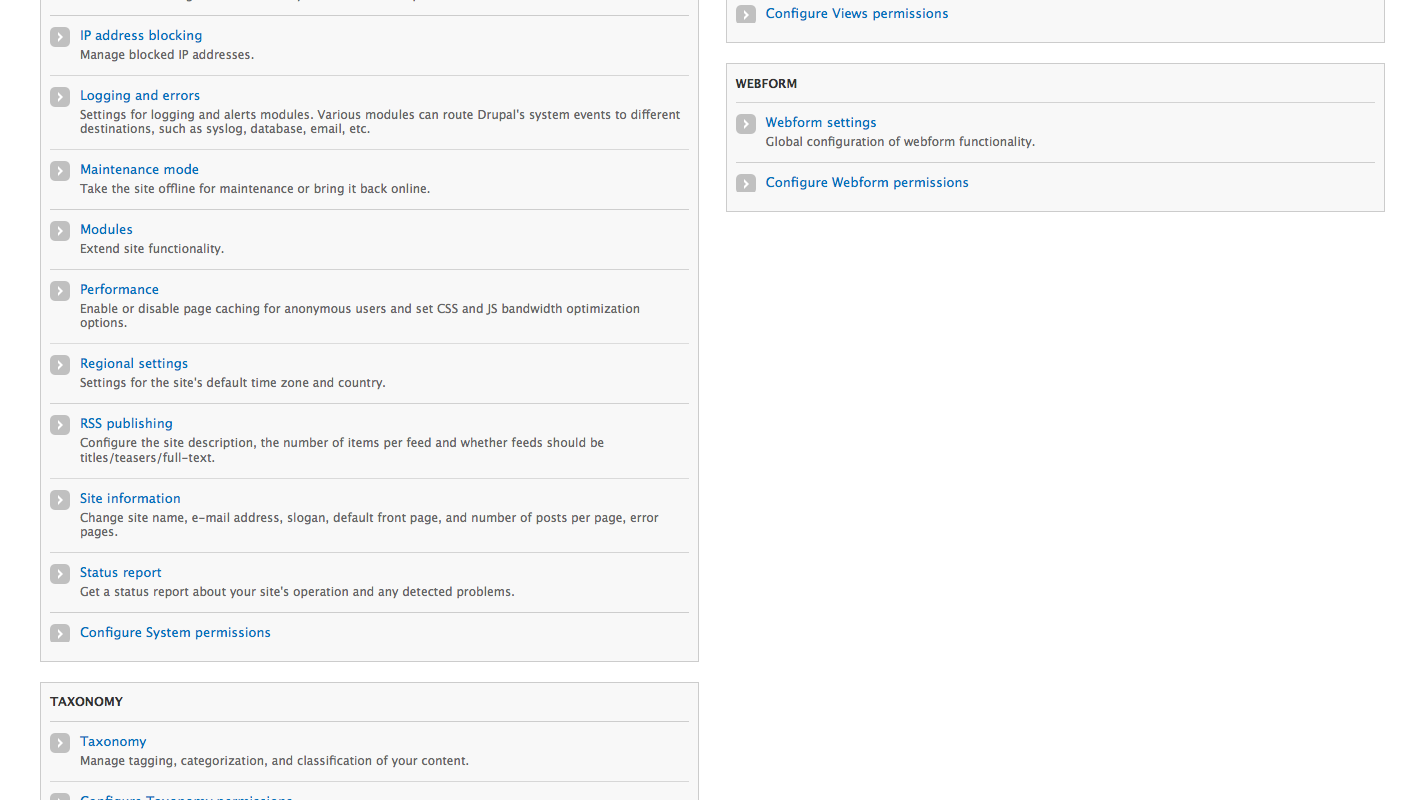 IP address blocking
Manage blocked IP addresses.
Logging and errors
Settings for logging and alerts modules. Various modules can route Drupal's system events to different
destinations, such as syslog, database, email, etc.
Maintenance mode
Take the site offline for maintenance or bring it back online.
Modules
Extend site functionality.
Performance
Enable or disable page caching for anonymous users and set CSS and JS bandwidth optimization
options.
Regional settings
Settings for the site's default time zone and country.
RSS publishing
Configure the site description, the number of items per feed and whether feeds should be
titles/teasers/full-text.
Site information
Change site name, e-mail address, slogan, default front page, and number of posts per page, error
pages.
Status report
Get a status report about your site's operation and any detected problems.
Configure System permissions
TAXONOMY
Taxonomy
Manage tagging, categorization, and classification of your content.
Configure Taxonomy permissions
Configure Views permissions
WEBFORM
Webform settings
Global configuration of webform functionality.
Configure Webform permissions